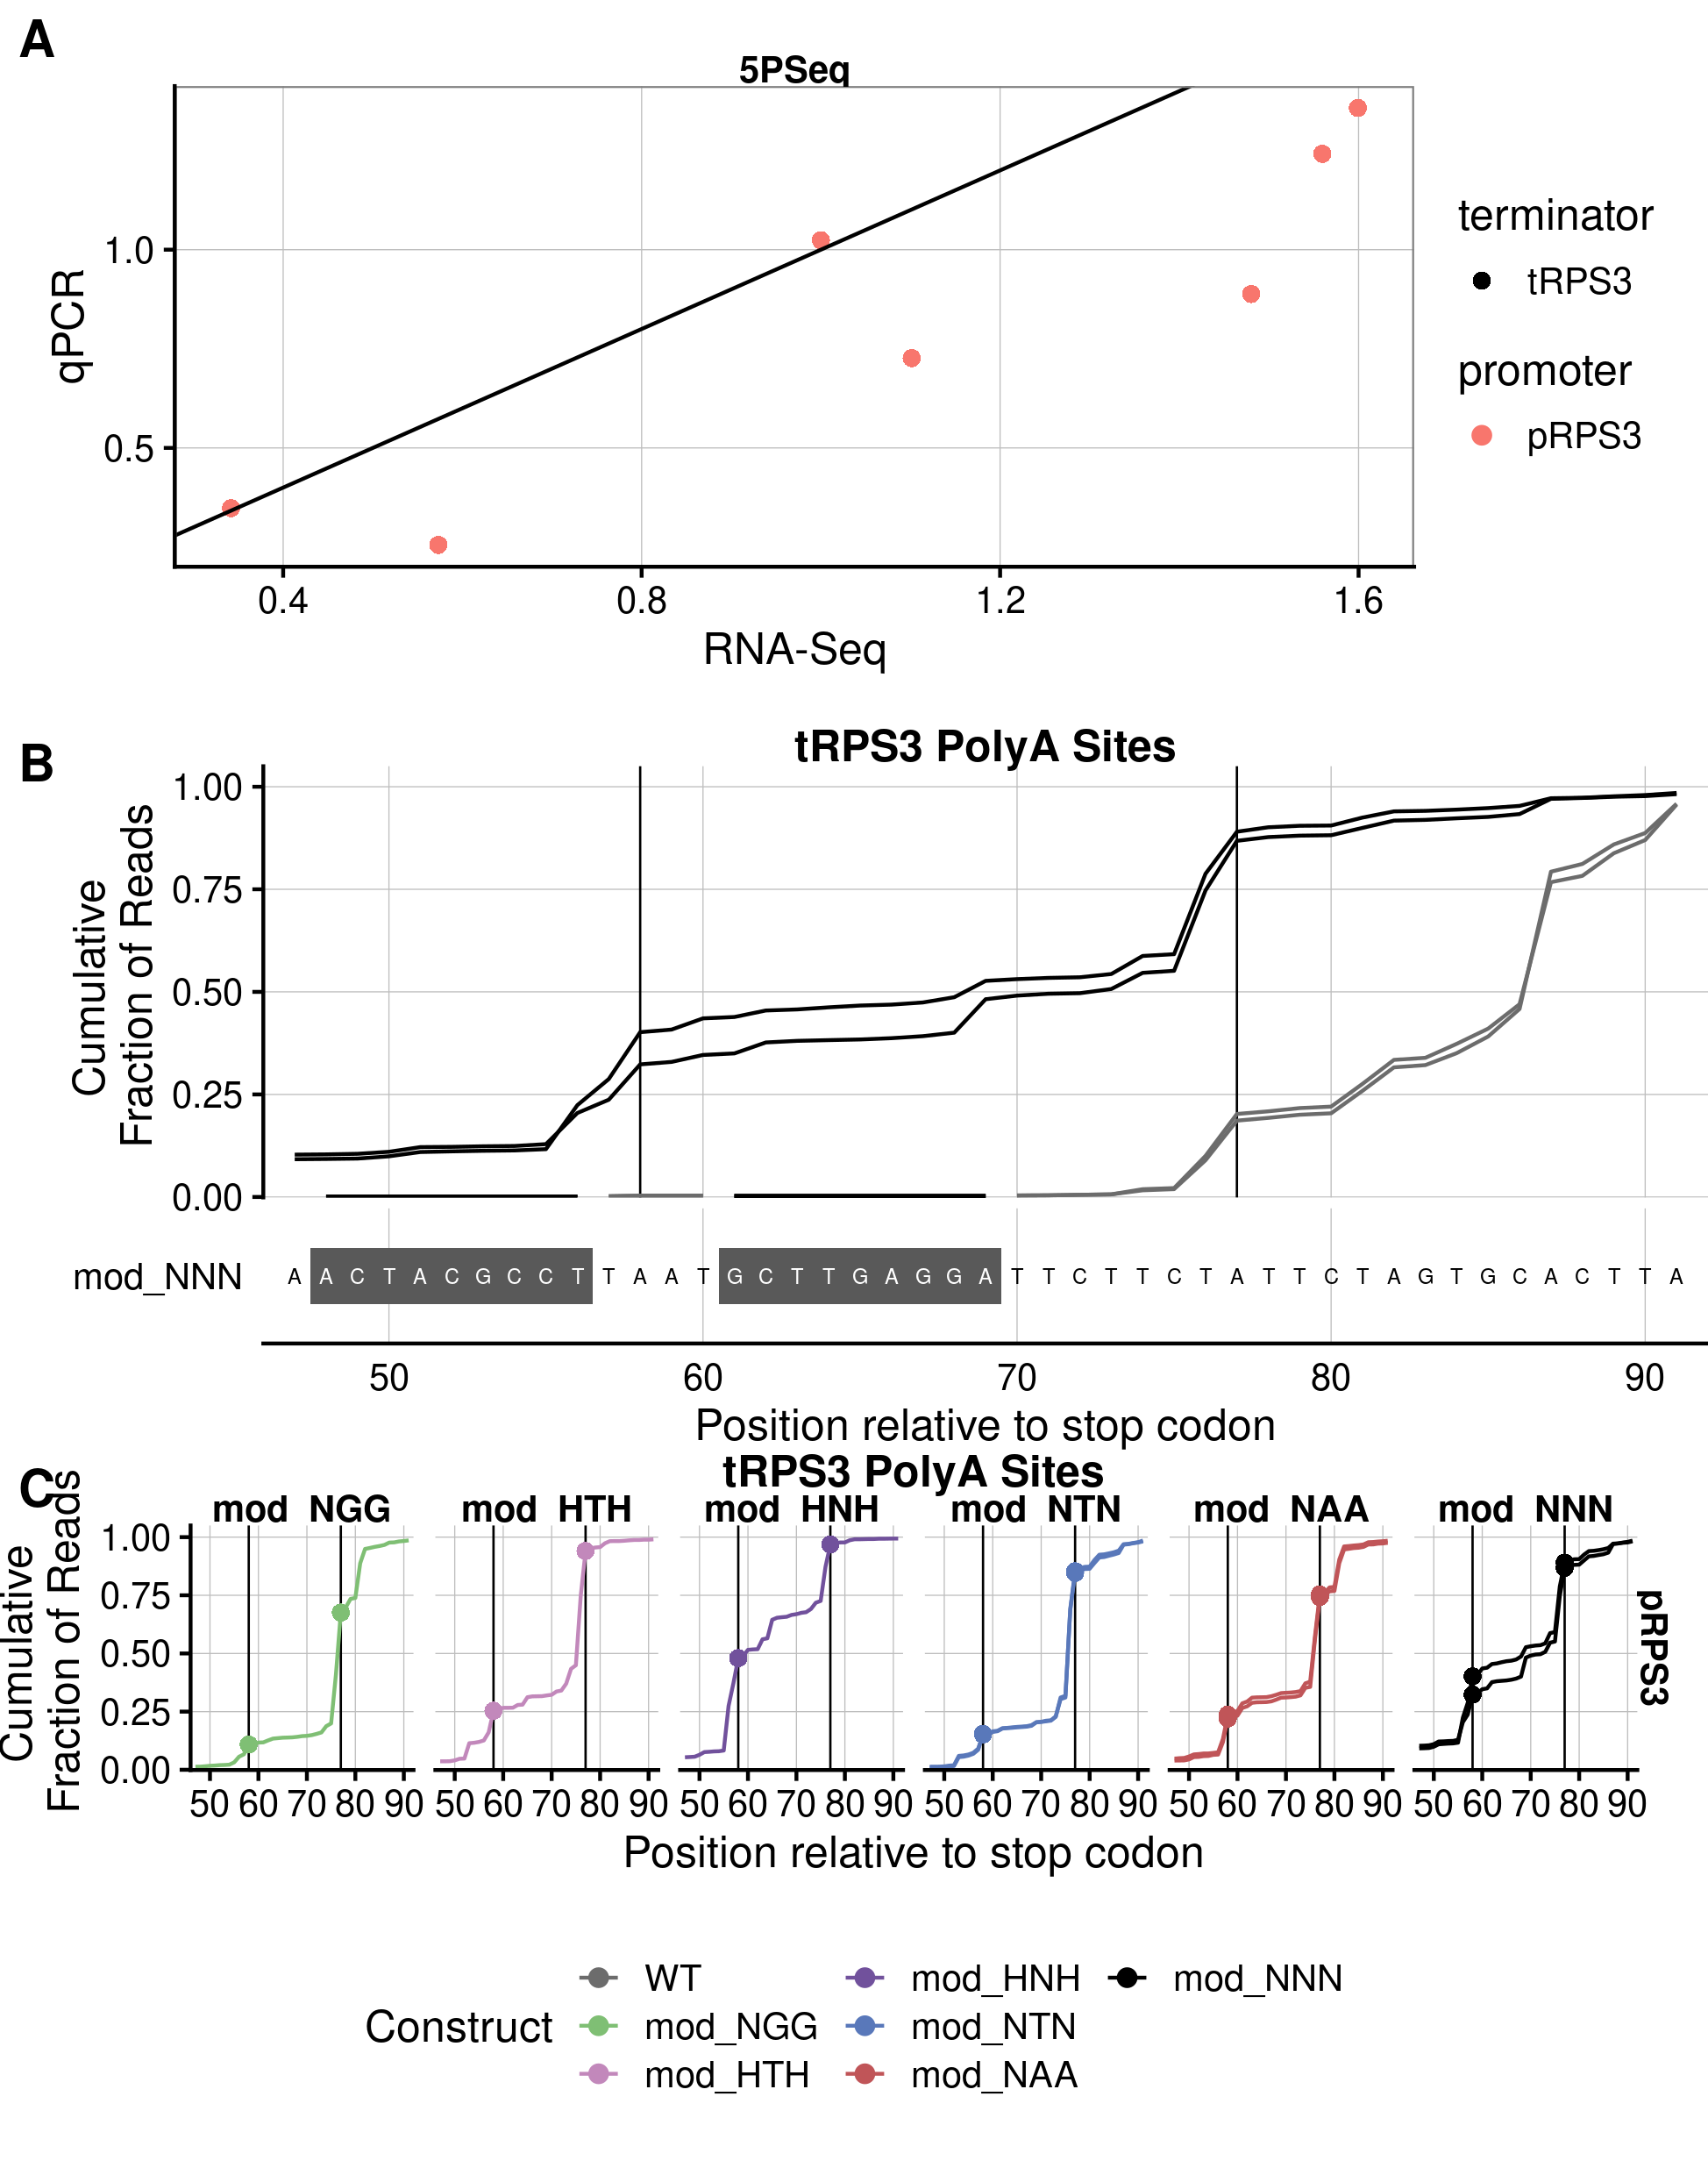 A
5PSeq
1.0
0.5
qPCR
0.4 0.8 1.2 1.6
RNA-Seq
terminator
tRPS3
promoter
pRPS3
B
tRPS3 PolyA Sites
Cumulative
Fraction of Reads
1.00
0.75
0.50
0.25
0.00
mod_NNN A A C T A C G C C T T A A T G C T T G A G G A T T C T T C T A T T C T A G T G C A C T T A
50 60 70 80 90
Position relative to stop codon
C
tRPS3 PolyA Sites
mod NGG mod HTH mod HNH mod NTN mod NAA mod NNN
Cumulative
Fraction of Reads
1.00
0.75
0.50
0.25
0.00
pRPS3
50 60 70 80 90 50 60 70 80 90 50 60 70 80 90 50 60 70 80 90 50 60 70 80 90 50 60 70 80 90
Position relative to stop codon
Construct
WT mod_HNH mod_NNN
mod_NGG mod_NTN
mod_HTH mod_NAA